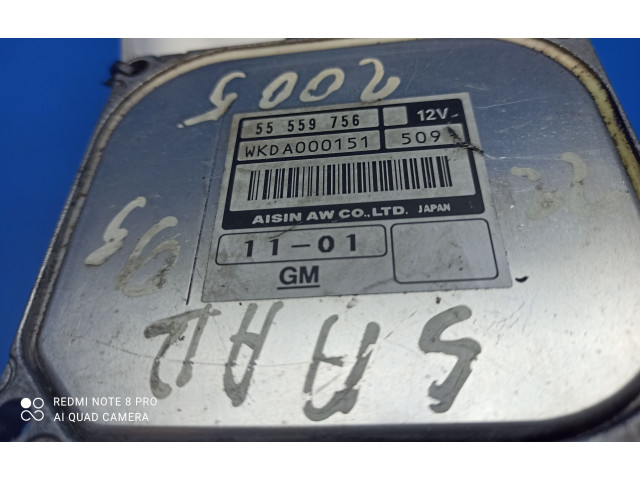 2005
55 559 756 12V
WKDA000151 509
AISIN AW CO.,LTD. JAPAN
11-01
GM
95
SAAB
REDMI NOTE 8 PRO
AI QUAD CAMERA